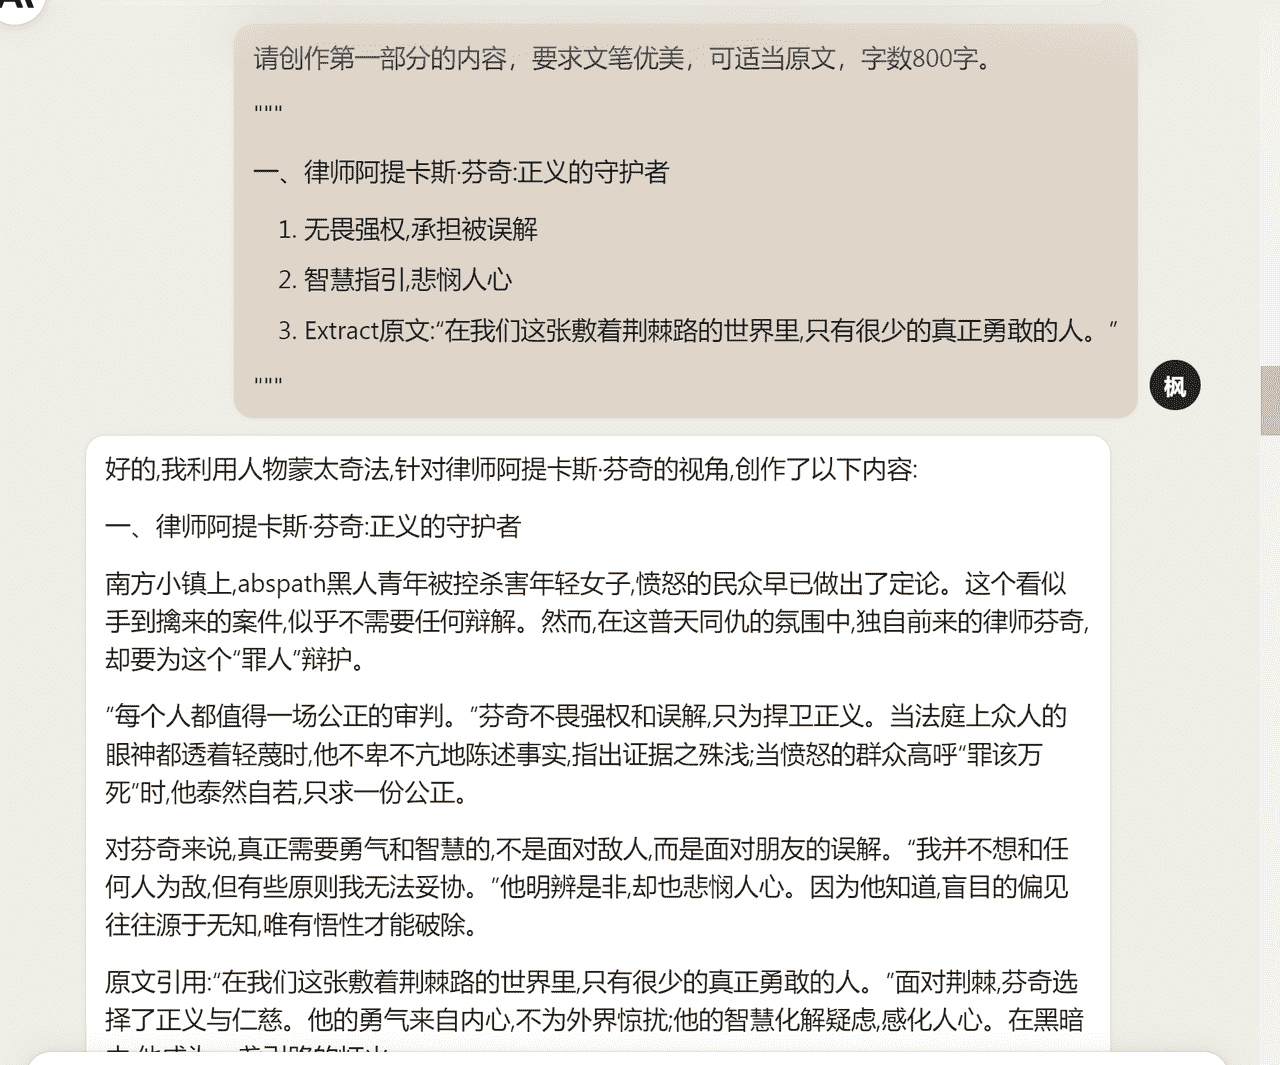 请创作第一部分的内容，要求文笔优美，可适当原文，字数800字。
"""
一、律师阿提卡斯·芬奇:正义的守护者
1. 无畏强权,承担被误解
2. 智慧指引,悲悯人心
3. Extract原文:“在我们这张敷着荆棘路的世界里,只有很少的真正勇敢的人。”
"""
枫
好的,我利用人物蒙太奇法,针对律师阿提卡斯·芬奇的视角,创作了以下内容:
一、律师阿提卡斯·芬奇:正义的守护者
南方小镇上,abspath黑人青年被控杀害年轻女子,愤怒的民众早已做出了定论。这个看似
手到擒来的案件,似乎不需要任何辩解。然而,在这普天同仇的氛围中,独自前来的律师芬奇,
却要为这个“罪人”辩护。
“每个人都值得一场公正的审判。”芬奇不畏强权和误解,只为捍卫正义。当法庭上众人的
眼神都透着轻蔑时,他不卑不亢地陈述事实,指出证据之殊浅;当愤怒的群众高呼“罪该万
死”时,他泰然自若,只求一份公正。
对芬奇来说,真正需要勇气和智慧的,不是面对敌人,而是面对朋友的误解。“我并不想和任
何人为敌,但有些原则我无法妥协。”他明辨是非,却也悲悯人心。因为他知道,盲目的偏见
往往源于无知,唯有悟性才能破除。
原文引用:“在我们这张敷着荆棘路的世界里,只有很少的真正勇敢的人。”面对荆棘,芬奇选
择了正义与仁慈。他的勇气来自内心,不为外界惊扰;他的智慧化解疑虑,感化人心。在黑暗